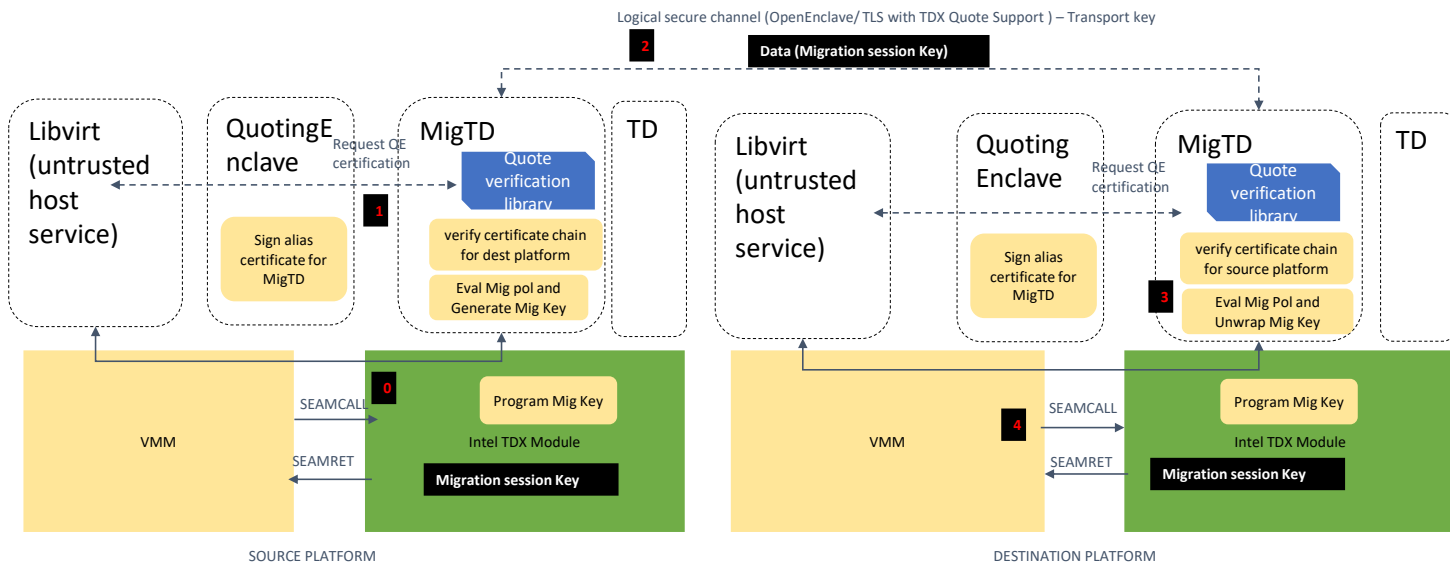 Logical secure channel (OpenEnclave/ TLS with TDX Quote Support ) – Transport key
2
Data (Migration session Key)
Libvirt
(untrusted
host
service)
QuotingE
nclave
Request QE
certification
1
Sign alias
certificate for
MigTD
MigTD
Quote
verification
library
verify certificate chain
for dest platform
Eval Mig pol and
Generate Mig Key
TD
0
VMM
SEAMCALL
SEAMRET
Program Mig Key
Intel TDX Module
Migration session Key
SOURCE PLATFORM
Libvirt
(untrusted
host
service)
Quoting
Enclave
Request QE
certification
Sign alias
certificate for
MigTD
MigTD
Quote
verification
library
verify certificate chain
for source platform
3
Eval Mig Pol and
Unwrap Mig Key
TD
VMM
4
SEAMCALL
SEAMRET
Program Mig Key
Intel TDX Module
Migration session Key
DESTINATION PLATFORM